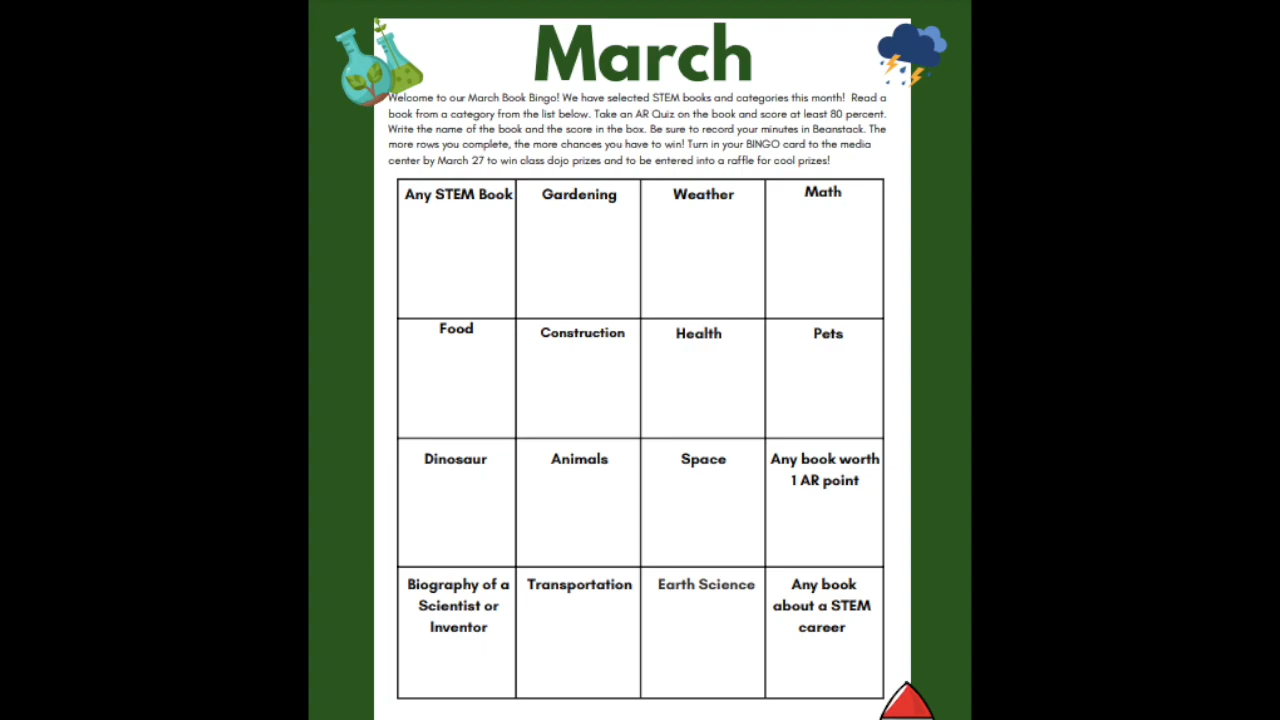 March
Welcome to our March Book Bingo! We have selected STEM books and categories this month! Read a
book from a category from the list below. Take an AR Quiz on the book and score at least 80 percent.
Write the name of the book and the score in the box. Be sure to record your minutes in Beanstack. The
more rows you complete, the more chances you have to win! Turn in your BINGO card to the media
center by March 27 to win class dojo prizes and to be entered into a raffle for cool prizes!
Any STEM Book
Gardening
Weather
Math
Food
Construction
Health
Pets
Dinosaur
Animals
Space
Any book worth
1 AR point
Biography of a
Scientist or
Inventor
Transportation
Earth Science
Any book
about a STEM
career